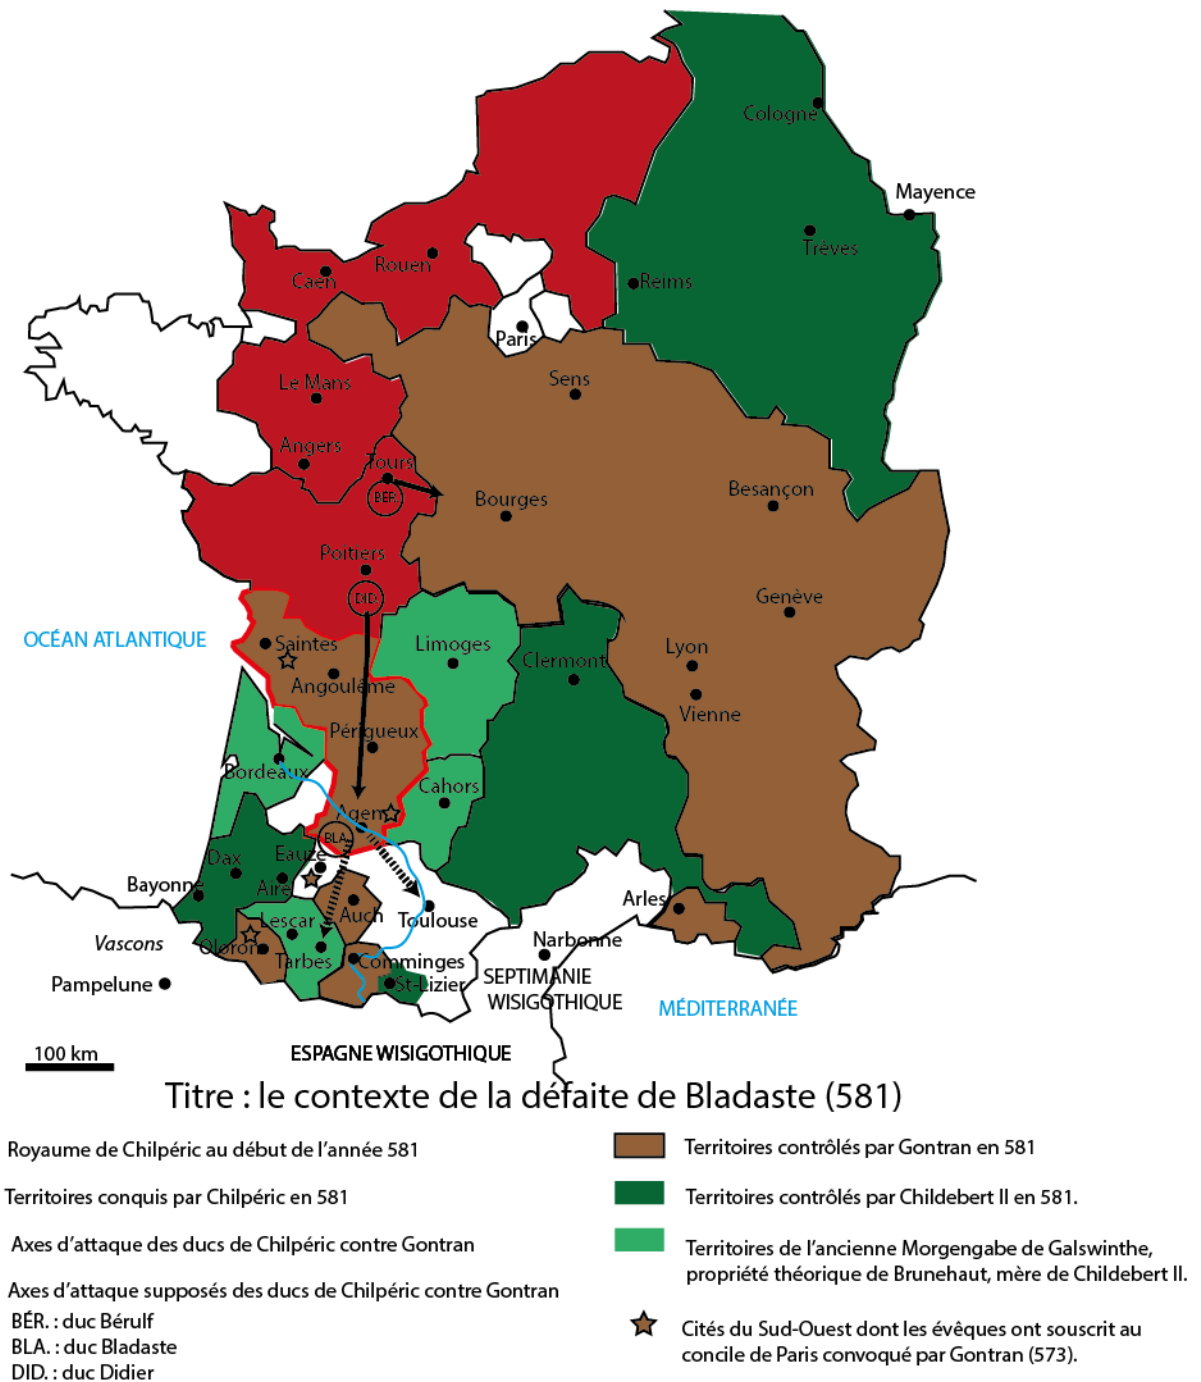 Cologne
Mayence
Trèves
Reims
Rouen
Caen
Paris
Le Mans
Sens
Angers
Tours
BÉR.
Bourges
Besançon
Poitiers
DID.
Genève
OCÉAN ATLANTIQUE
Saintes
Limoges
Clermont
Lyon
Angoulême
Vienne
Périgueux
Bordeaux
Cahors
Agen
BLA.
Dax
Eauze
Bayonne
Aire
Arles
Lescar
Auch
Toulouse
Vascons
Oloron
Narbonne
Tarbes
Comminges
Pampelune
St-Lizier
SEPTIMANIE
WISIGOTHIQUE
MÉDITERRANÉE
100 km
ESPAGNE WISIGOTHIQUE
Titre : le contexte de la défaite de Bladaste (581)
Royaume de Chilpéric au début de l'année 581
Territoires conquis par Chilpéric en 581
Axes d'attaque des ducs de Chilpéric contre Gontran
Axes d'attaque supposés des ducs de Chilpéric contre Gontran
BÉR. : duc Bérulf
BLA. : duc Bladaste
DID. : duc Didier
Territoires contrôlés par Gontran en 581
Territoires contrôlés par Childebert II en 581.
Territoires de l'ancienne Morgengabe de Galswinthe,
propriété théorique de Brunehaut, mère de Childebert II.
Cités du Sud-Ouest dont les évêques ont souscrit au
concile de Paris convoqué par Gontran (573).